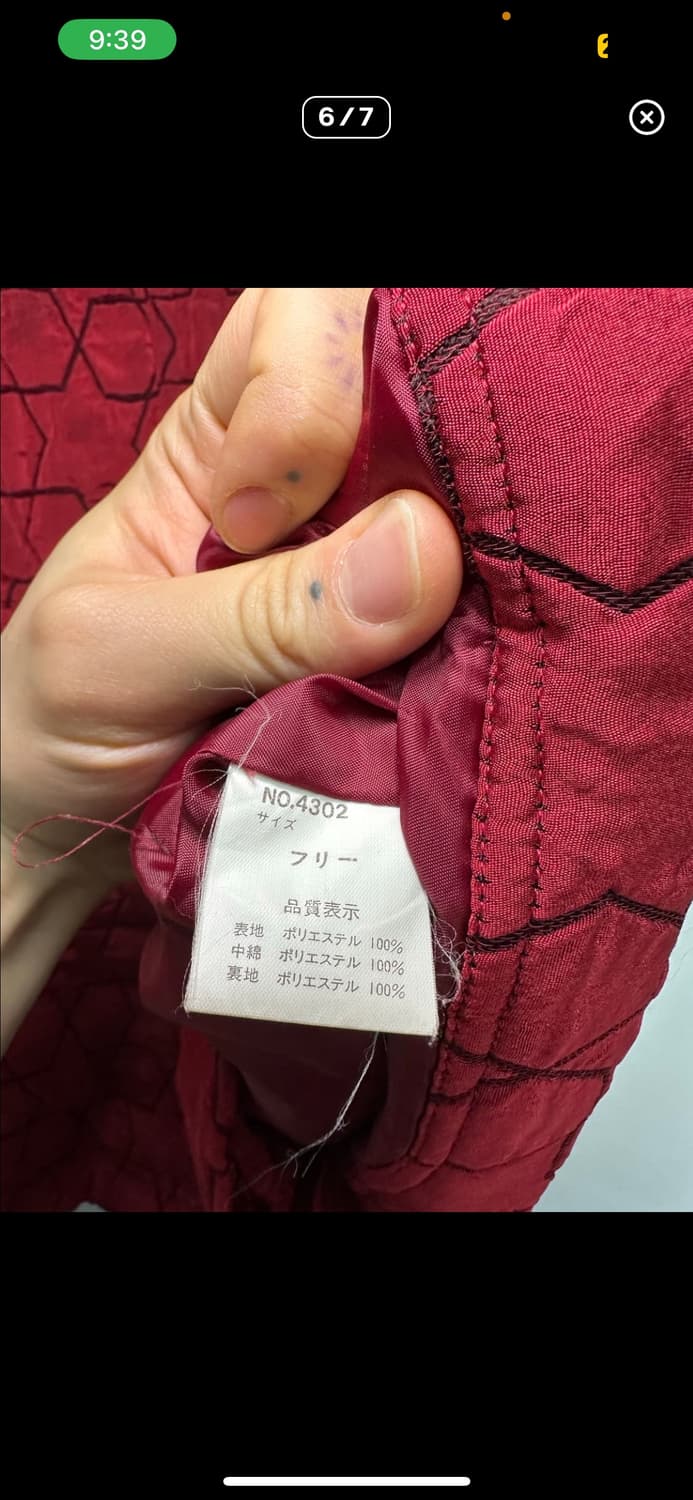 9:39
6/7
NO.4302
サイズ
フリー
品質表示
表地 ポリエステル 100%
中綿 ポリエステル 100%
裏地 ポリエステル 100%